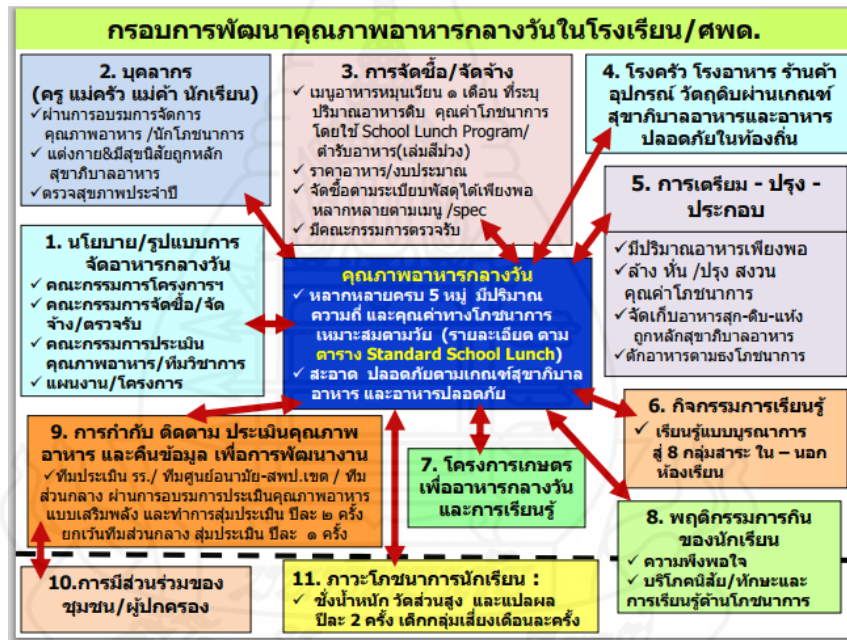 กรอบการพัฒนาคุณภาพอาหารกลางวันในโรงเรียน/ศพด.
2. บุคลากร
(ครู แม่ครัว แม่ค้า นักเรียน)
✓ ผ่านการอบรมการจัดการ
คุณภาพอาหาร /นักโภชนาการ
✓ แต่งกาย&มีสุขนิสัยถูกหลัก
สุขาภิบาลอาหาร
✓ตรวจสุขภาพประจำปี
3. การจัดซื้อ/จัดจ้าง
✓ เมนูอาหารหมุนเวียน ๑ เดือน ที่ระบุ
ปริมาณอาหารดิบ คุณค่าโภชนาการ
โดยใช้ School Lunch Program/
ตำรับอาหาร(เล่มสีม่วง)
✓ ราคาอาหาร/งบประมาณ
✓ จัดซื้อตามระเบียบพัสดุได้เพียงพอ
หลากหลายตามเมนู /spec
✓ มีคณะกรรมการตรวจรับ
4. โรงครัว โรงอาหาร ร้านค้า
อุปกรณ์ วัตถุดิบผ่านเกณฑ์
สุขาภิบาลอาหารและอาหาร
ปลอดภัยในท้องถิ่น
5. การเตรียม - ปรุง -
ประกอบ
✓มีปริมาณอาหารเพียงพอ
✓ล้าง หั่น /ปรุง สงวน
คุณค่าโภชนาการ
✓จัดเก็บอาหารสุก-ดิบ-แห้ง
ถูกหลักสุขาภิบาลอาหาร
✓ตักอาหารตามธงโภชนาการ
1. นโยบาย/รูปแบบการ
จัดอาหารกลางวัน
✓ คณะกรรมการโครงการฯ
✓ คณะกรรมการจัดซื้อ/จัด
จ้าง/ตรวจรับ
✓ คณะกรรมการประเมิน
คุณภาพอาหาร/ทีมวิชาการ
✓ แผนงาน/โครงการ
คุณภาพอาหารกลางวัน
✓ หลากหลายครบ 5 หมู่ มีปริมาณ
ความถี่ และคุณค่าทางโภชนาการ
เหมาะสมตามวัย (รายละเอียด ตาม
ตาราง Standard School Lunch)
✓ สะอาด ปลอดภัยตามเกณฑ์สุขาภิบาล
อาหาร และอาหารปลอดภัย
6. กิจกรรมการเรียนรู้
✓ เรียนรู้แบบบูรณาการ
สู่ 8 กลุ่มสาระ ใน – นอก
ห้องเรียน
9. การกำกับ ติดตาม ประเมินคุณภาพ
อาหาร และคืนข้อมูล เพื่อการพัฒนางาน
✓ ทีมประเมิน รร./ ทีมศูนย์อนามัย-สพป.เขต / ทีม
ส่วนกลาง ผ่านการอบรมการประเมินคุณภาพอาหาร
แบบเสริมพลัง และทำการสุ่มประเมิน ปีละ ๒ ครั้ง
ยกเว้นทีมส่วนกลาง สุ่มประเมิน ปีละ ๑ ครั้ง
7. โครงการเกษตร
เพื่ออาหารกลางวัน
และการเรียนรู้
8. พฤติกรรมการกิน
ของนักเรียน
✓ ความพึงพอใจ
✓ บริโภคนิสัย/ทักษะและ
การเรียนรู้ด้านโภชนาการ
10.การมีส่วนร่วมของ
ชุมชน/ผู้ปกครอง
11. ภาวะโภชนาการนักเรียน :
✓ ชั่งน้ำหนัก วัดส่วนสูง และแปลผล
ปีละ 2 ครั้ง เด็กกลุ่มเสี่ยงเดือนละครั้ง